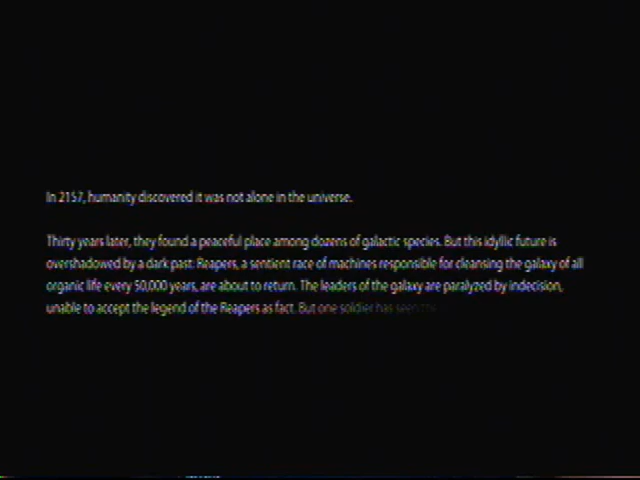 In 2157, humanity discovered it was not alone in the universe.
Thirty years later, they found a peaceful place among dozens of galactic species. But this idyllic future is
overshadowed by a dark past: Reapers, a sentient race of machines responsible for cleansing the galaxy of all
organic life every 50,000 years, are about to return. The leaders of the galaxy are paralyzed by indecision,
unable to accept the legend of the Reapers as fact. But one soldier has seen